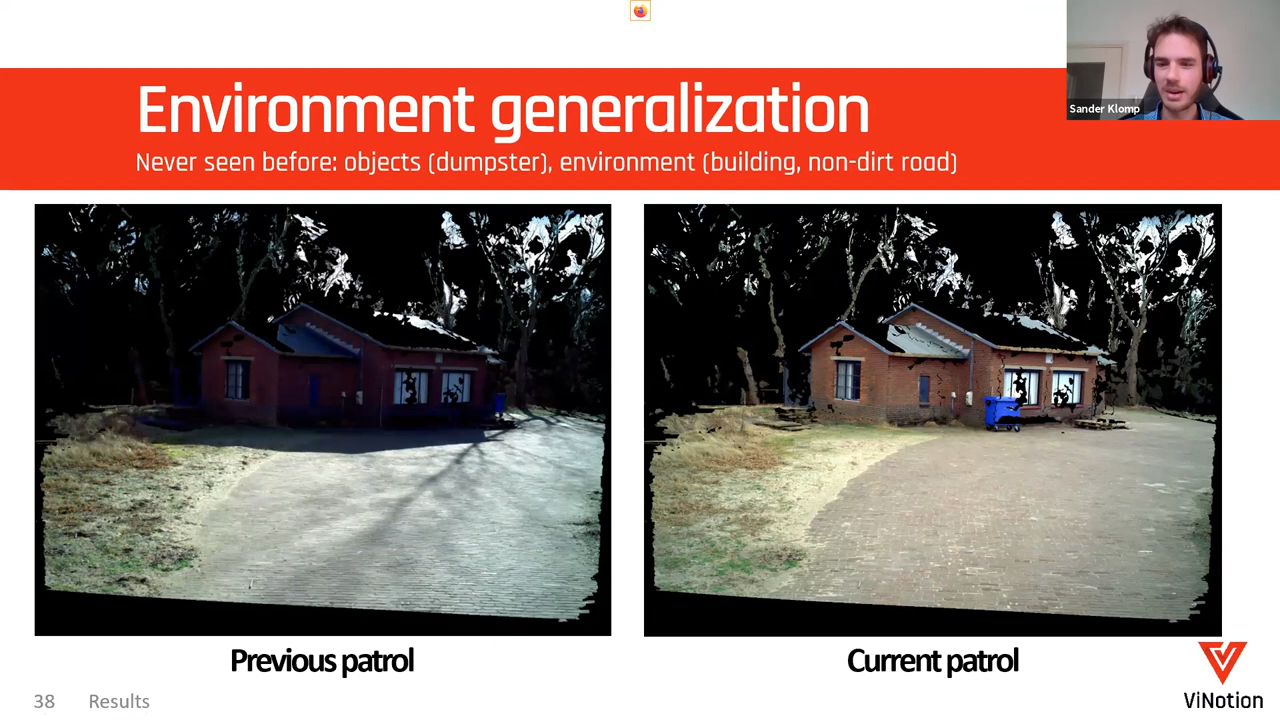 Sander Klomp
Environment generalization
Never seen before: objects (dumpster), environment (building, non-dirt road)
Previous patrol
Current patrol
38 Results
ViNotion